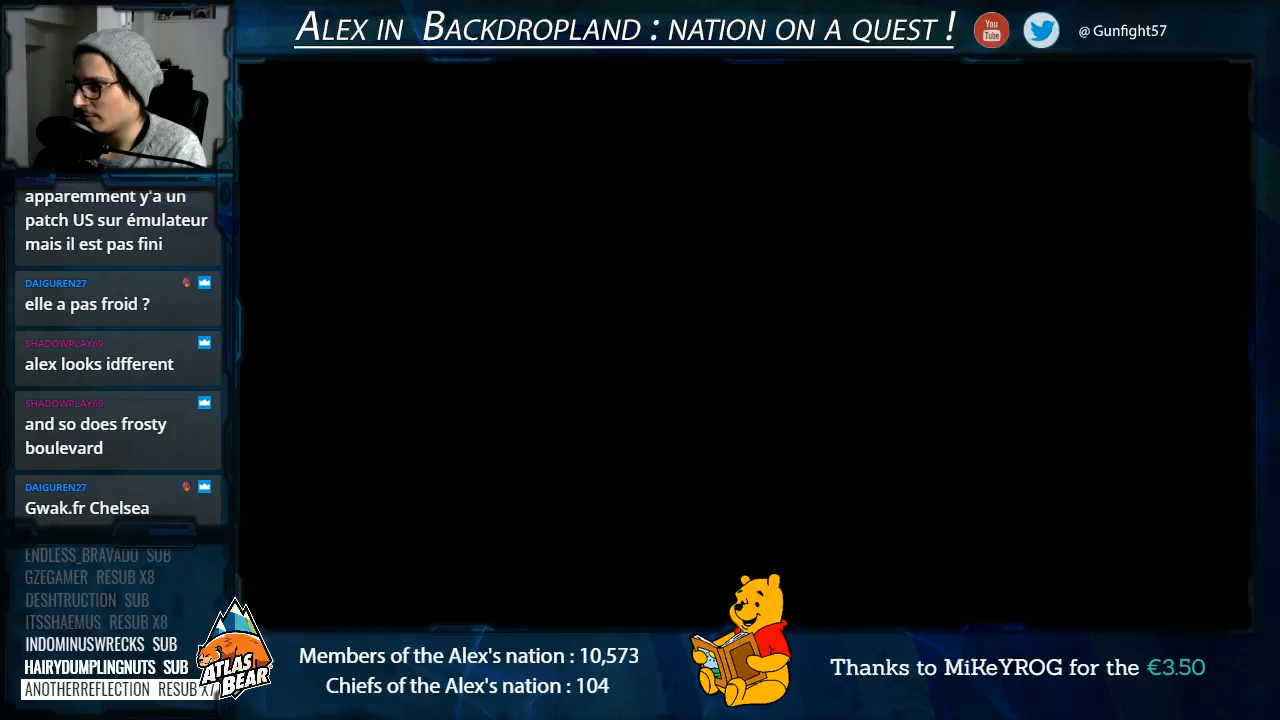 ALEX IN BACKDROPLAND : NATION ON A QUEST !
You
Tube
@ Gunfight57
apparemment y'a un
patch US sur émulateur
mais il est pas fini
DAIGUREN27
elle a pas froid ?
SHADOWPLAY69
alex looks idfferent
SHADOWPLAY69
and so does frosty
boulevard
DAIGUREN27
Gwak.fr Chelsea
ENDLESS_BRAVADO SUB
GZEGAMER RESUB X8
DESHTRUCTION SUB
ITSSHAEMUS RESUB X8
INDOMINUSWRECKS SUB
HAIRYDUMPLINGNUTS SUB
ANOTHERREFLECTION RESUB X7
ATLAS
BEAR
Members of the Alex's nation : 10,573
Chiefs of the Alex's nation : 104
Thanks to MiKeYROG for the €3.50